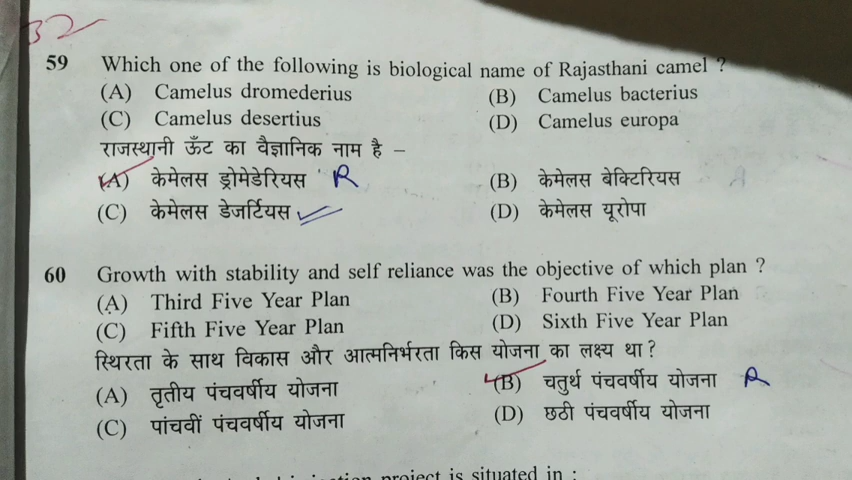 32
59 Which one of the following is biological name of Rajasthani camel ?
(A) Camelus dromederius (B) Camelus bacterius
(C) Camelus desertius (D) Camelus europa
राजस्थानी ऊँट का वैज्ञानिक नाम है –
(A) केमेलस ड्रोमेडेरियस R (B) केमेलस बेक्टिरियस
(C) केमेलस डेजर्टियस (D) केमेलस यूरोपा
60 Growth with stability and self reliance was the objective of which plan ?
(A) Third Five Year Plan (B) Fourth Five Year Plan
(C) Fifth Five Year Plan (D) Sixth Five Year Plan
स्थिरता के साथ विकास और आत्मनिर्भरता किस योजना का लक्ष्य था ?
(A) तृतीय पंचवर्षीय योजना (B) चतुर्थ पंचवर्षीय योजना R
(C) पांचवीं पंचवर्षीय योजना (D) छठी पंचवर्षीय योजना
project is situated in :